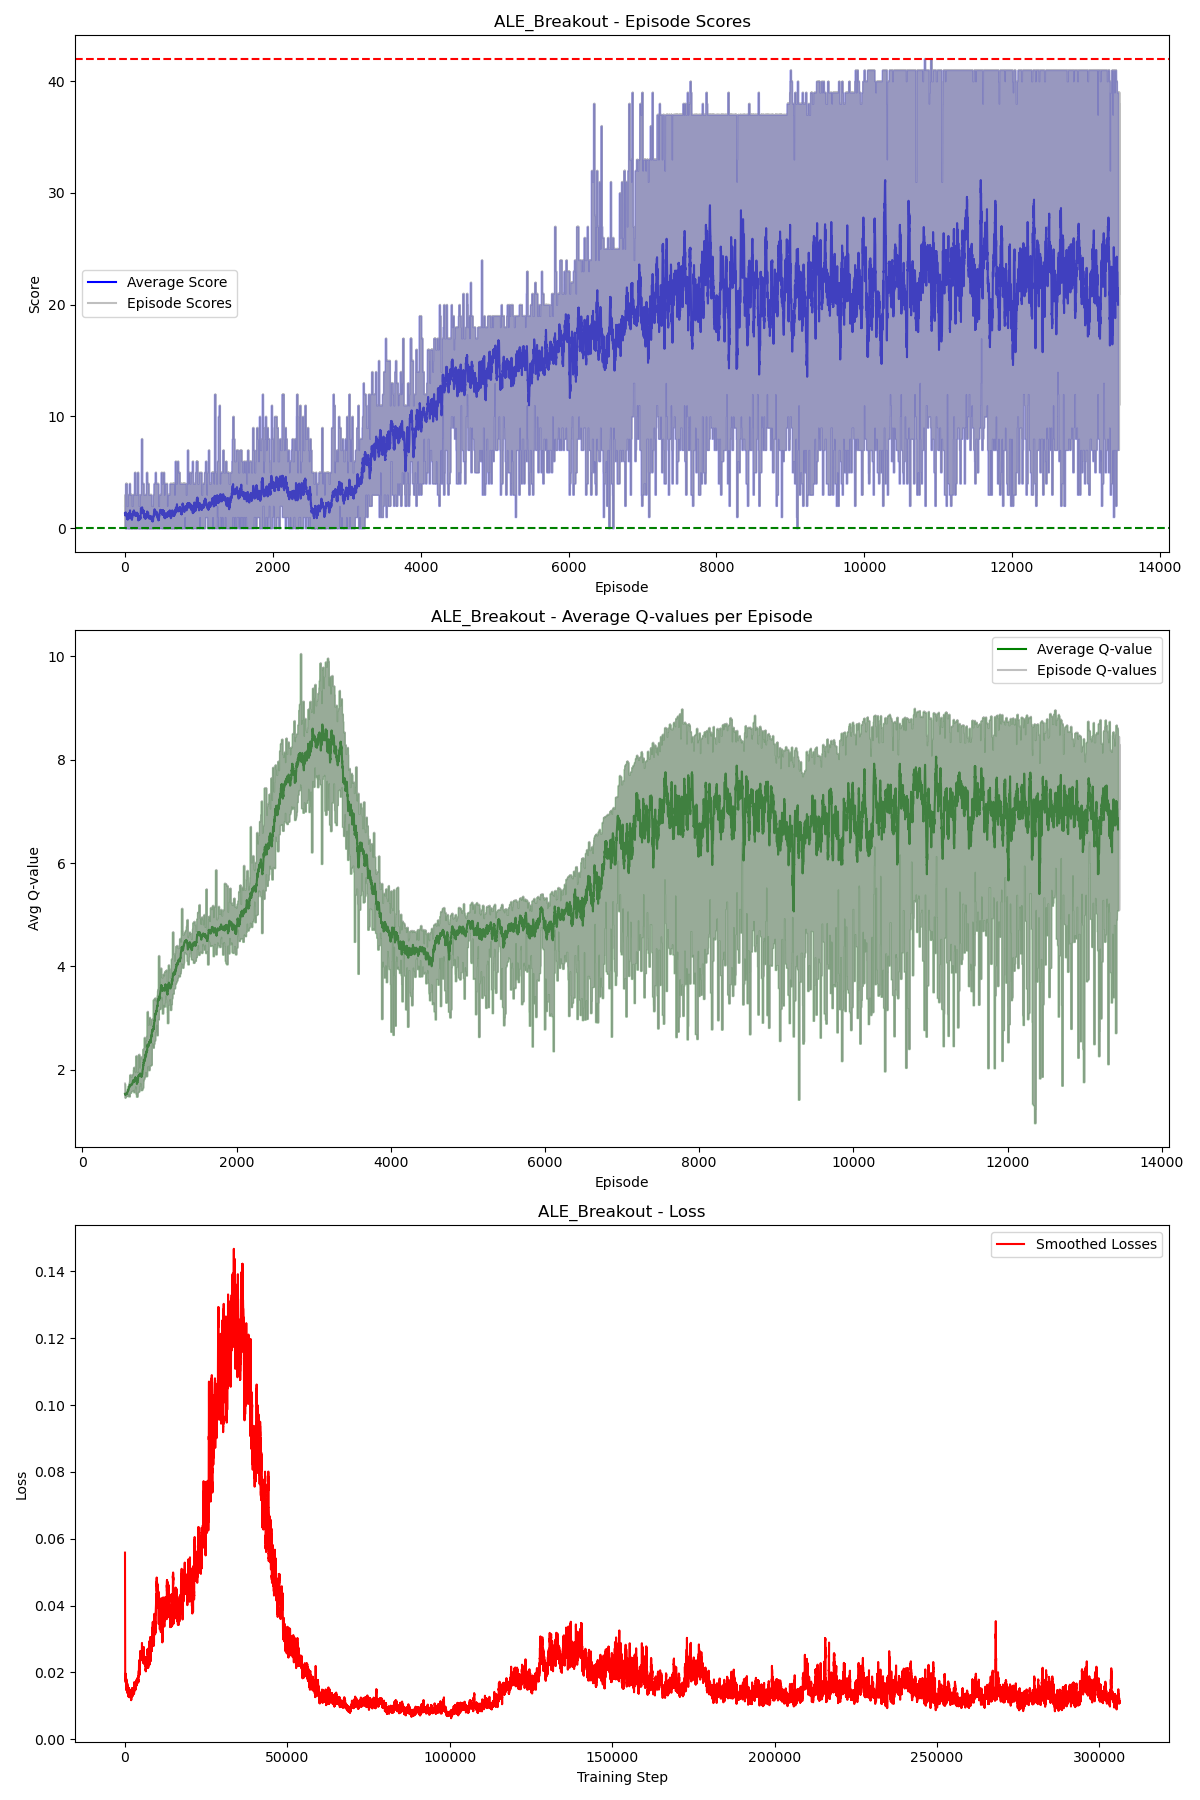 ALE_Breakout - Episode Scores
40
30
20
10
0
Score
Average Score
Episode Scores
0
2000
4000
6000
8000
10000
12000
14000
Episode
ALE_Breakout - Average Q-values per Episode
10
8
6
4
2
Avg Q-value
Average Q-value
Episode Q-values
0
2000
4000
6000
8000
10000
12000
14000
Episode
ALE_Breakout - Loss
0.14
0.12
0.10
0.08
0.06
0.04
0.02
0.00
Loss
Smoothed Losses
0
50000
100000
150000
200000
250000
300000
Training Step